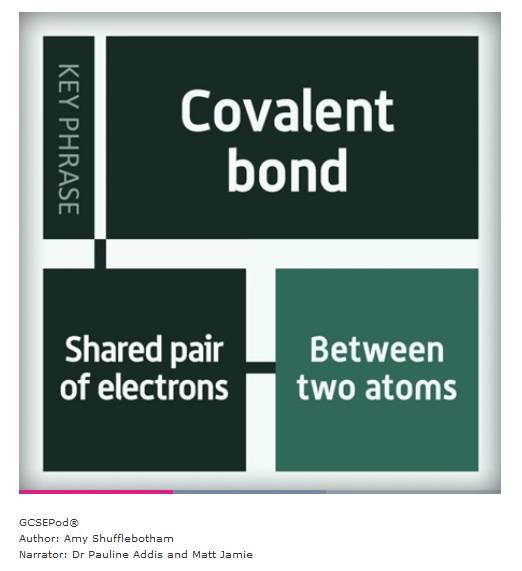 KEY PHRASE
Covalent
bond
Shared pair
of electrons
Between
two atoms
GCSEPod®
Author: Amy Shufflebotham
Narrator: Dr Pauline Addis and Matt Jamie